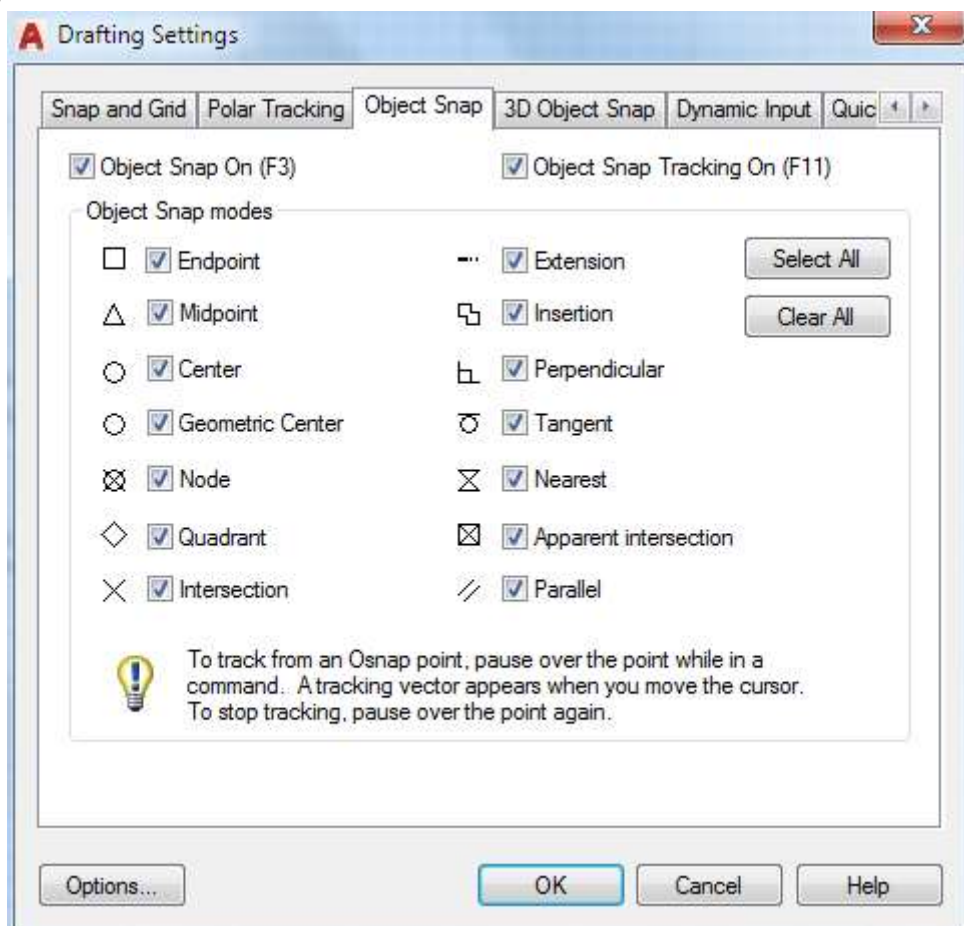 Drafting Settings
Snap and Grid Polar Tracking Object Snap 3D Object Snap Dynamic Input Quic
Object Snap On (F3) Object Snap Tracking On (F11)
Object Snap modes
Endpoint Extension Select All
Midpoint Insertion Clear All
Center Perpendicular
Geometric Center Tangent
Node Nearest
Quadrant Apparent intersection
Intersection Parallel
To track from an Osnap point, pause over the point while in a
command. A tracking vector appears when you move the cursor.
To stop tracking, pause over the point again.
Options... OK Cancel Help